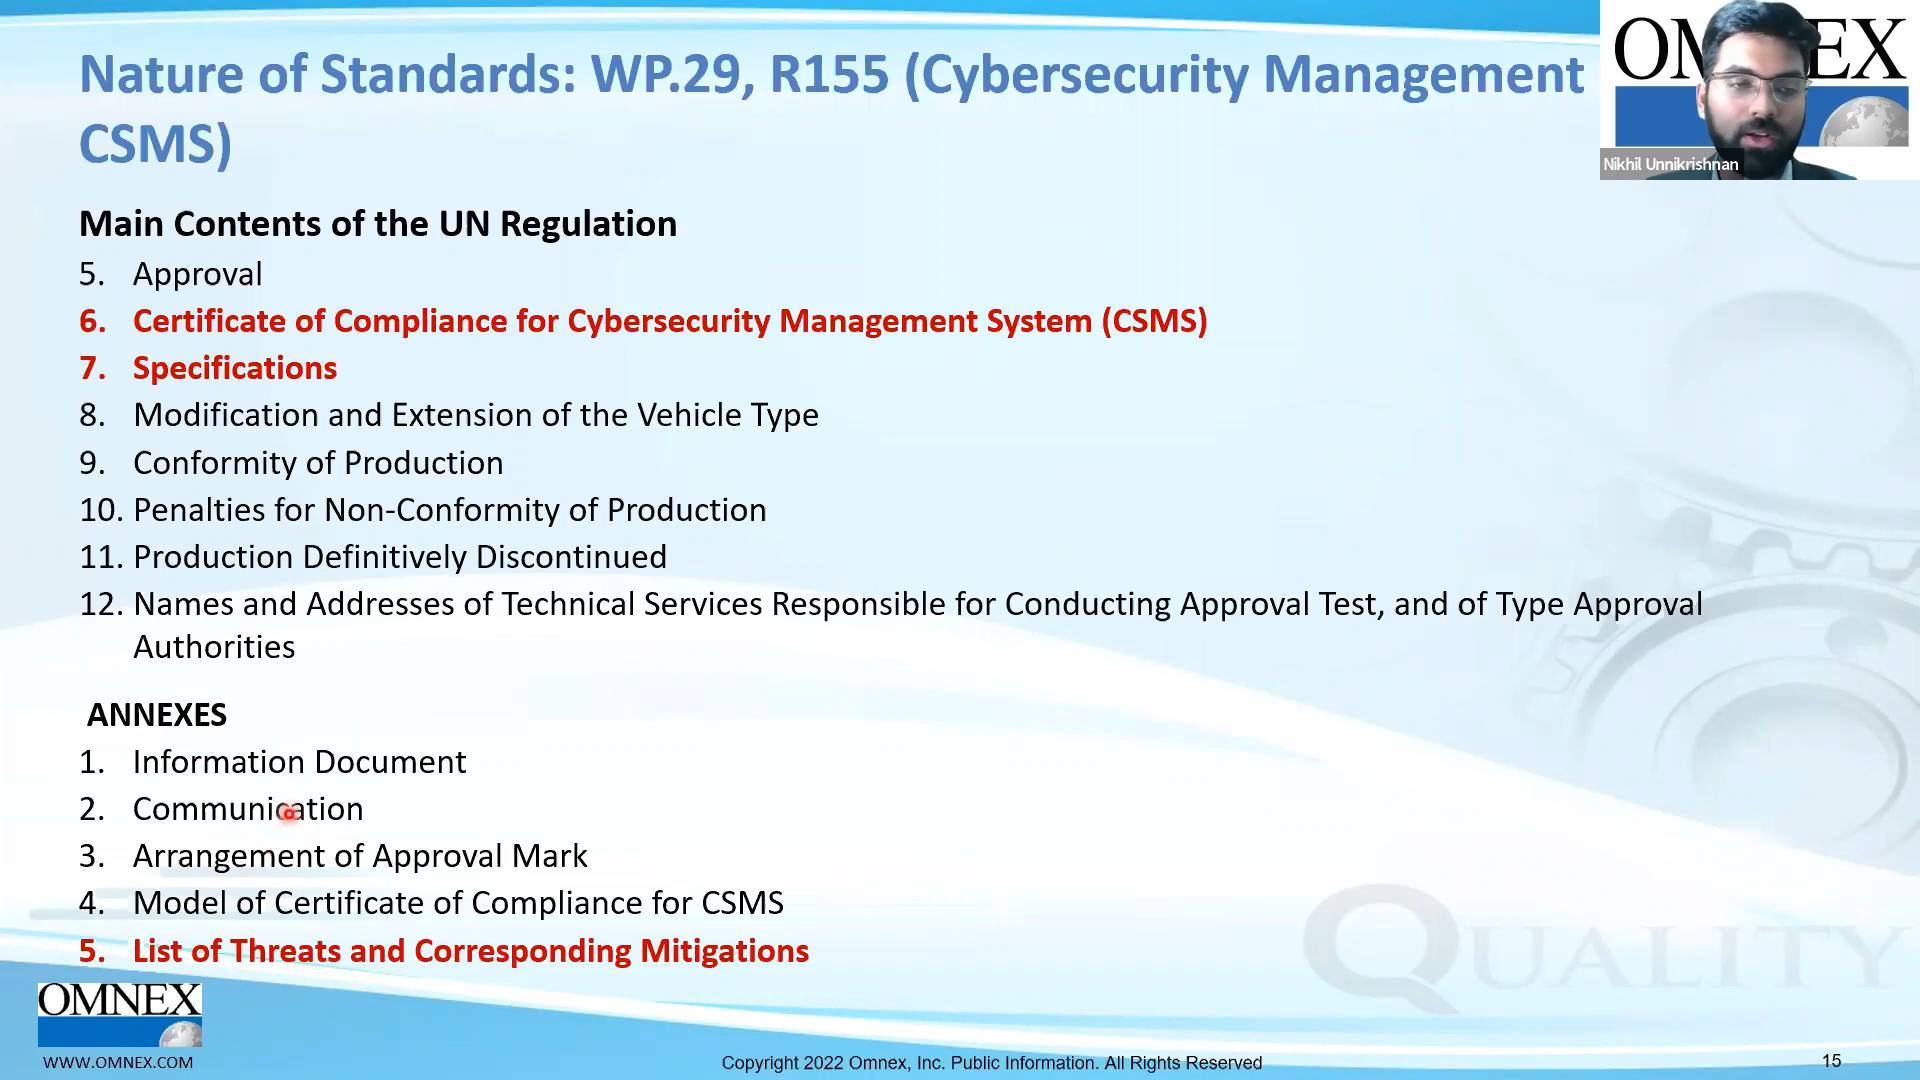 Nature of Standards: WP.29, R155 (Cybersecurity Management
CSMS)
OMNEX
Nikhil Unnikrishnan
Main Contents of the UN Regulation
5. Approval
6. Certificate of Compliance for Cybersecurity Management System (CSMS)
7. Specifications
8. Modification and Extension of the Vehicle Type
9. Conformity of Production
10. Penalties for Non-Conformity of Production
11. Production Definitively Discontinued
12. Names and Addresses of Technical Services Responsible for Conducting Approval Test, and of Type Approval
Authorities
ANNEXES
1. Information Document
2. Communication
3. Arrangement of Approval Mark
4. Model of Certificate of Compliance for CSMS
5. List of Threats and Corresponding Mitigations
QUALITY
OMNEX
WWW.OMNEX.COM
Copyright 2022 Omnex, Inc. Public Information. All Rights Reserved
15